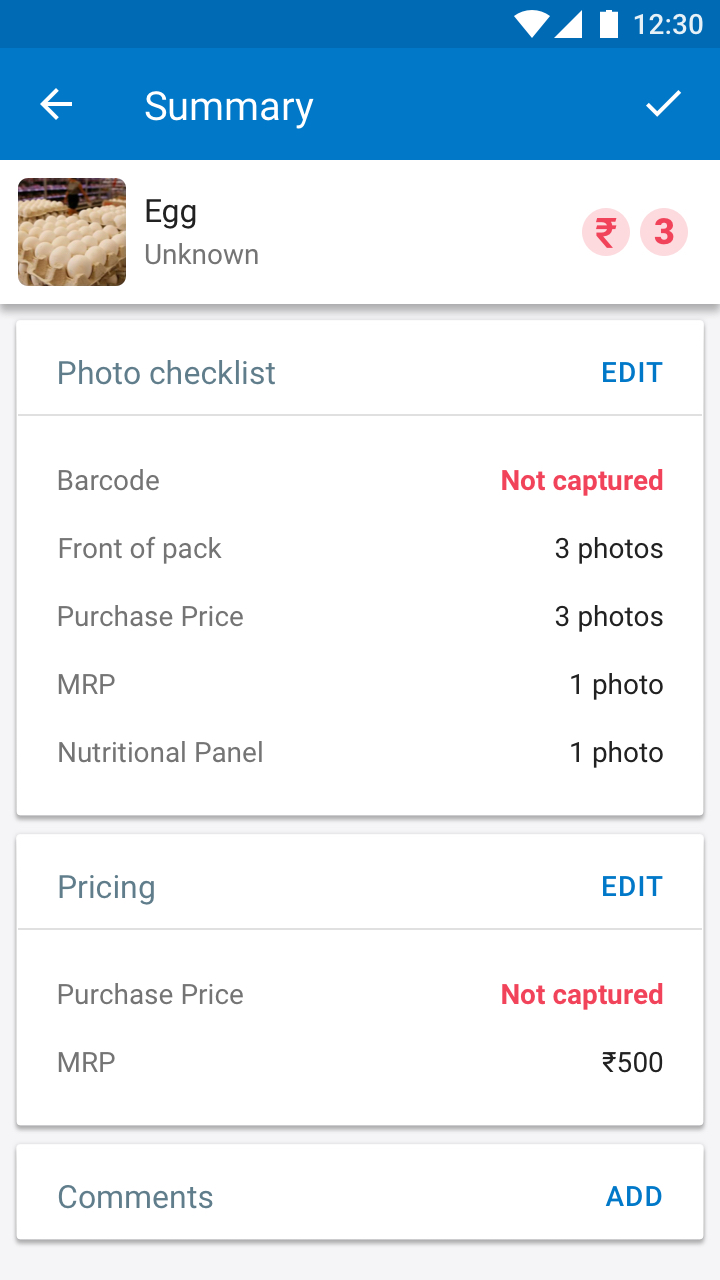 12:30
Summary
Egg
Unknown
₹ 3
Photo checklist EDIT
Barcode Not captured
Front of pack 3 photos
Purchase Price 3 photos
MRP 1 photo
Nutritional Panel 1 photo
Pricing EDIT
Purchase Price Not captured
MRP ₹500
Comments ADD